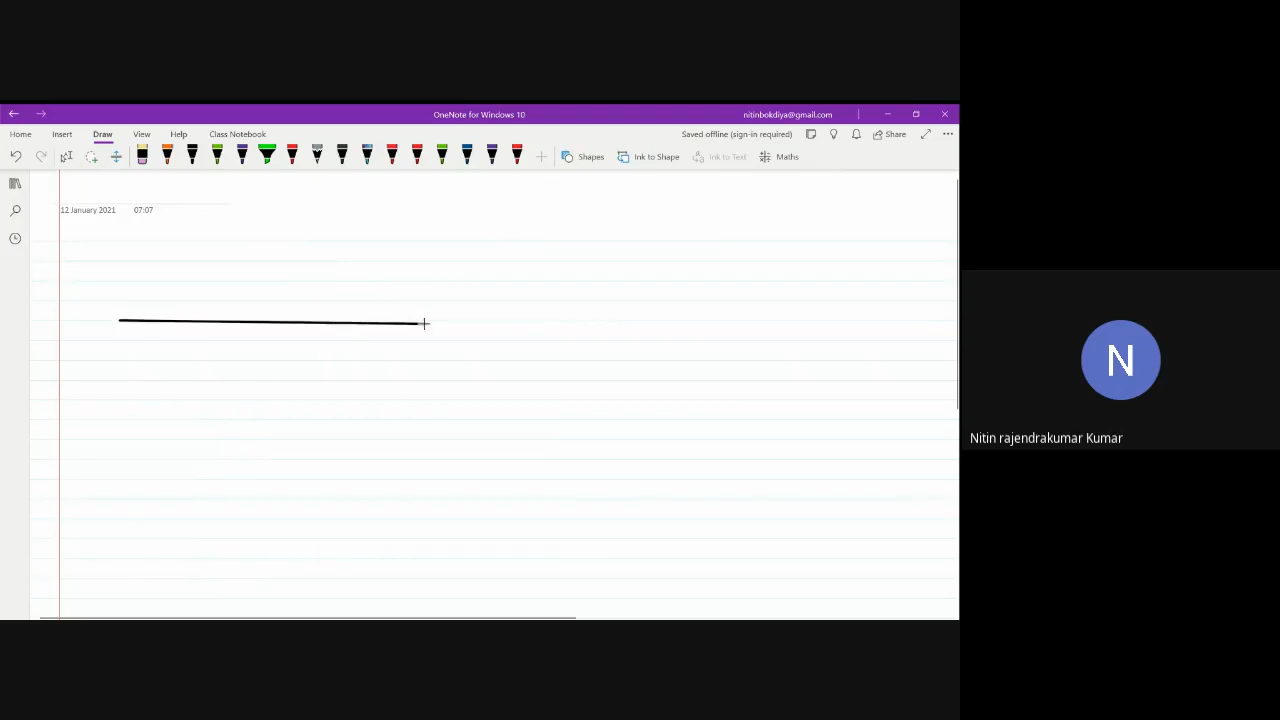 OneNote for Windows 10
nitinbokdiya@gmail.com
Home Insert Draw View Help Class Notebook
Saved offline (sign-in required) Share
Shapes Ink to Shape Ink to Text Maths
12 January 2021 07:07
N
Nitin rajendrakumar Kumar